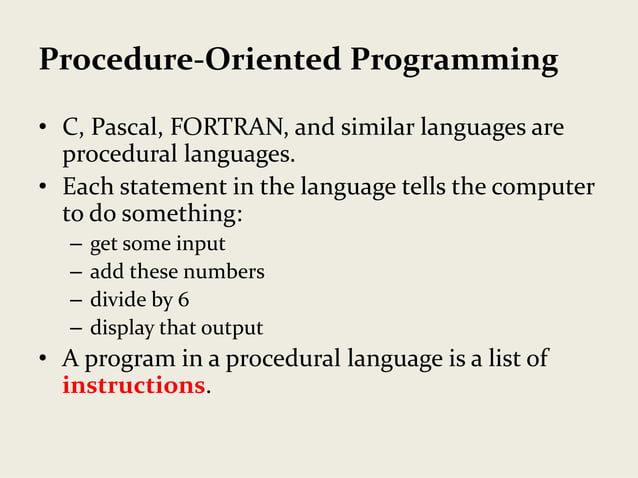 Procedure-Oriented Programming
• C, Pascal, FORTRAN, and similar languages are
procedural languages.
• Each statement in the language tells the computer
to do something:
– get some input
– add these numbers
– divide by 6
– display that output
• A program in a procedural language is a list of
instructions.